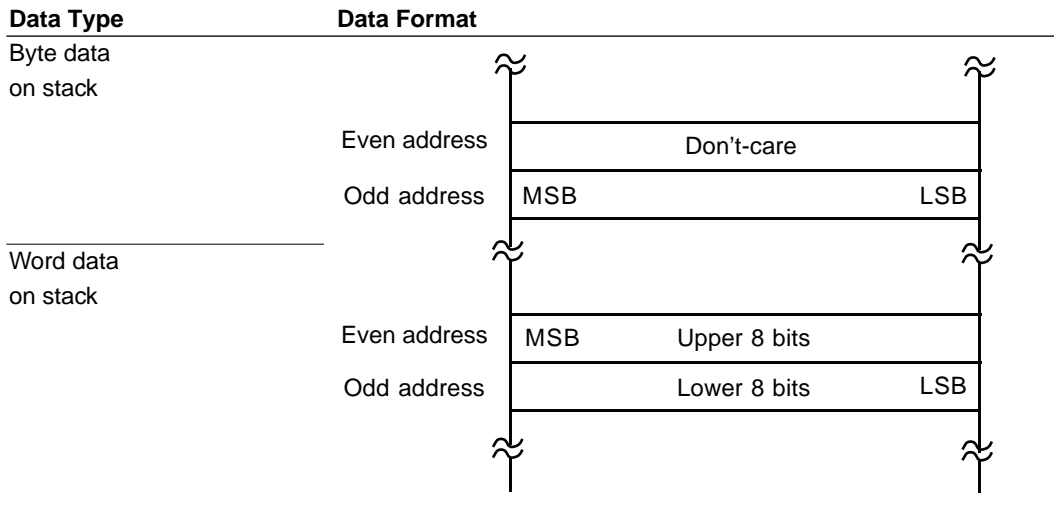 Data Type Data Format
Byte data
on stack
Even address Don't-care
Odd address MSB LSB
Word data
on stack
Even address MSB Upper 8 bits
Odd address Lower 8 bits LSB